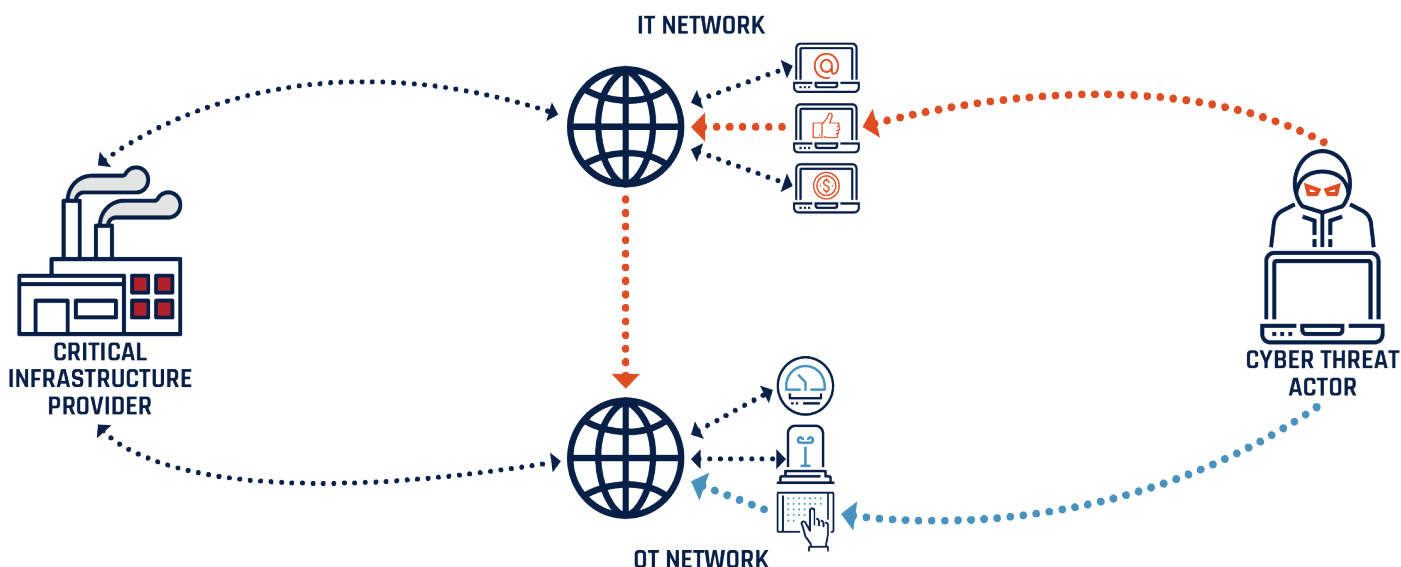 IT NETWORK
@
$
CRITICAL
INFRASTRUCTURE
PROVIDER
CYBER THREAT
ACTOR
OT NETWORK